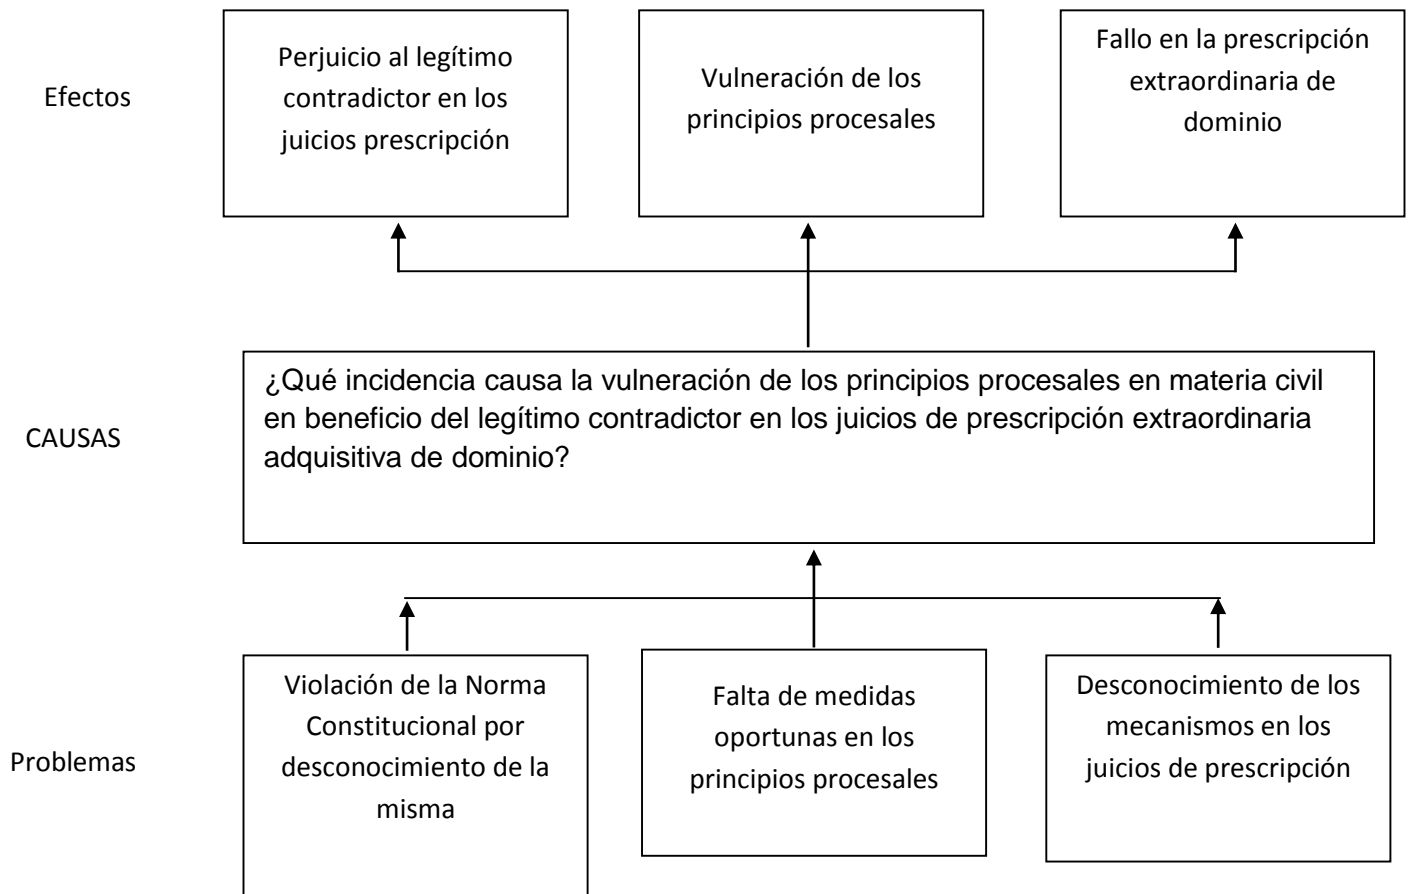 Efectos
Perjuicio al legítimo
contradictor en los
juicios prescripción
Vulneración de los
principios procesales
Fallo en la prescripción
extraordinaria de
dominio
CAUSAS
¿Qué incidencia causa la vulneración de los principios procesales en materia civil
en beneficio del legítimo contradictor en los juicios de prescripción extraordinaria
adquisitiva de dominio?
Problemas
Violación de la Norma
Constitucional por
desconocimiento de la
misma
Falta de medidas
oportunas en los
principios procesales
Desconocimiento de los
mecanismos en los
juicios de prescripción